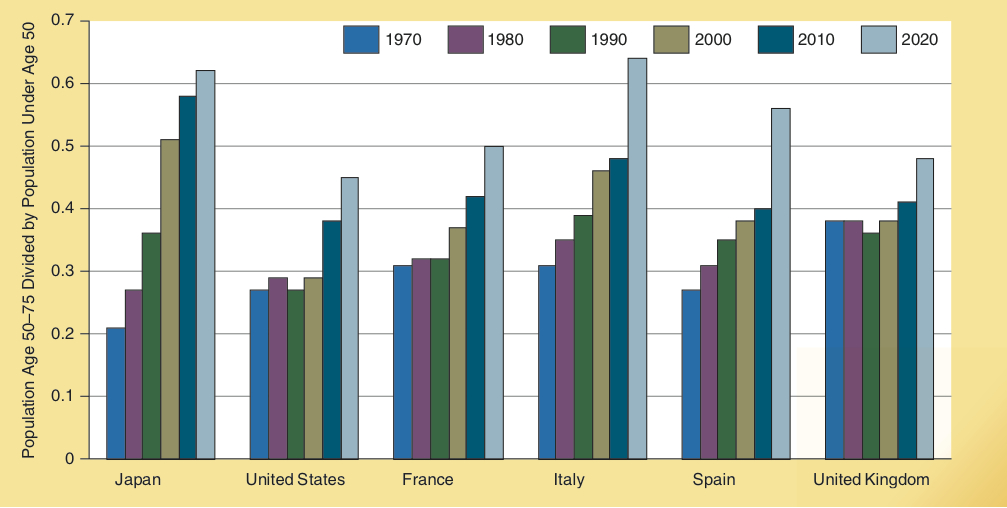 Population Age 50–75 Divided by Population Under Age 50
0.7
0.6
0.5
0.4
0.3
0.2
0.1
0
1970 1980 1990 2000 2010 2020
Japan United States France Italy Spain United Kingdom